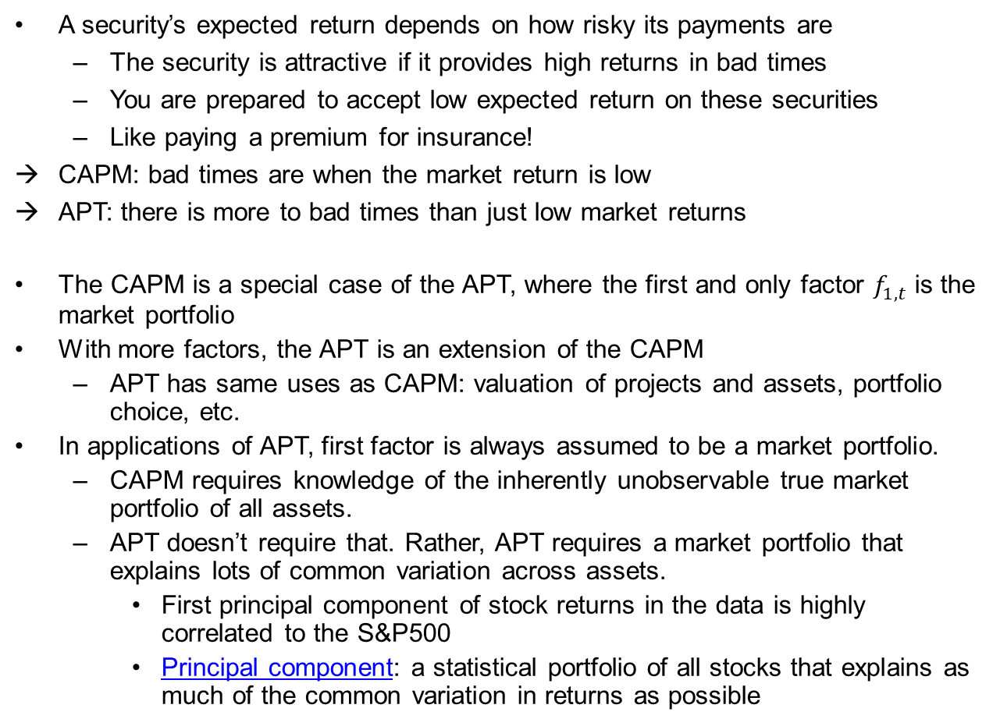 • A security’s expected return depends on how risky its payments are
– The security is attractive if it provides high returns in bad times
– You are prepared to accept low expected return on these securities
– Like paying a premium for insurance!
→ CAPM: bad times are when the market return is low
→ APT: there is more to bad times than just low market returns
• The CAPM is a special case of the APT, where the first and only factor f₁,ₜ is the
market portfolio
• With more factors, the APT is an extension of the CAPM
– APT has same uses as CAPM: valuation of projects and assets, portfolio
choice, etc.
• In applications of APT, first factor is always assumed to be a market portfolio.
– CAPM requires knowledge of the inherently unobservable true market
portfolio of all assets.
– APT doesn’t require that. Rather, APT requires a market portfolio that
explains lots of common variation across assets.
• First principal component of stock returns in the data is highly
correlated to the S&P500
• Principal component: a statistical portfolio of all stocks that explains as
much of the common variation in returns as possible